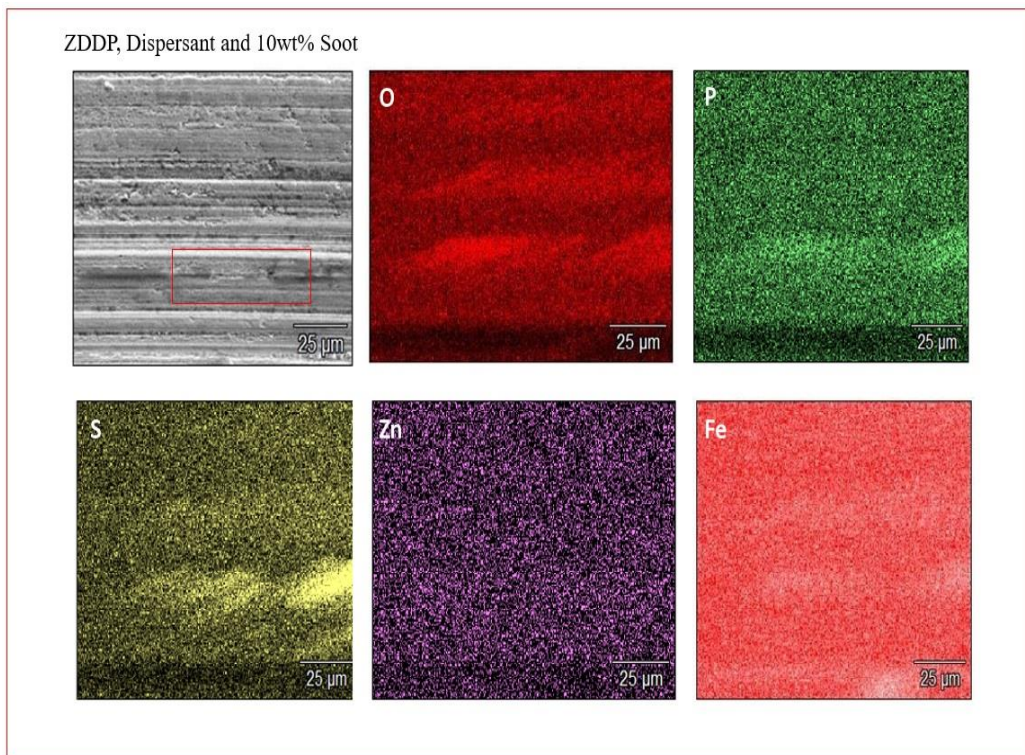 ZDDP, Dispersant and 10wt% Soot
O
P
25 µm
25 µm
25 µm
S
Zn
Fe
25 µm
25 µm
25 µm